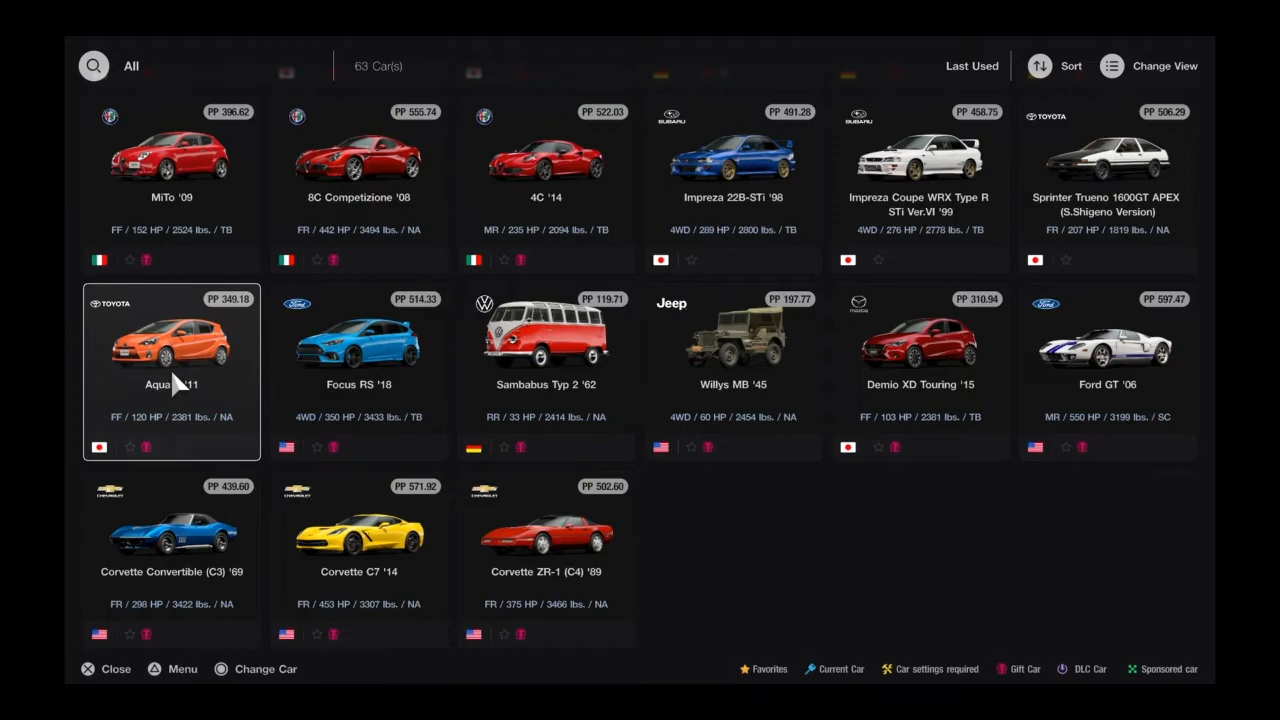 All
63 Car(s)
Last Used
Sort
Change View
PP 396.62
MiTo '09
FF / 152 HP / 2524 lbs. / TB
PP 555.74
8C Competizione '08
FR / 442 HP / 3494 lbs. / NA
PP 522.03
4C '14
MR / 235 HP / 2094 lbs. / TB
SUBARU
PP 491.28
Impreza 22B-STi '98
4WD / 289 HP / 2800 lbs. / TB
SUBARU
PP 458.75
Impreza Coupe WRX Type R
STi Ver.VI '99
4WD / 276 HP / 2778 lbs. / TB
TOYOTA
PP 506.29
Sprinter Trueno 1600GT APEX
(S.Shigeno Version)
FR / 207 HP / 1819 lbs. / NA
TOYOTA
PP 349.18
Aqua '11
FF / 120 HP / 2381 lbs. / NA
Ford
PP 514.33
Focus RS '18
4WD / 350 HP / 3433 lbs. / TB
PP 119.71
Sambabus Typ 2 '62
RR / 33 HP / 2414 lbs. / NA
Jeep
PP 197.77
Willys MB '45
4WD / 60 HP / 2454 lbs. / NA
mazda
PP 310.94
Demio XD Touring '15
FF / 103 HP / 2381 lbs. / TB
Ford
PP 597.47
Ford GT '06
MR / 550 HP / 3199 lbs. / SC
CHEVROLET
PP 439.60
Corvette Convertible (C3) '69
FR / 298 HP / 3422 lbs. / NA
CHEVROLET
PP 571.92
Corvette C7 '14
FR / 453 HP / 3307 lbs. / NA
CHEVROLET
PP 502.60
Corvette ZR-1 (C4) '89
FR / 375 HP / 3466 lbs. / NA
Close
Menu
Change Car
Favorites
Current Car
Car settings required
Gift Car
DLC Car
Sponsored car